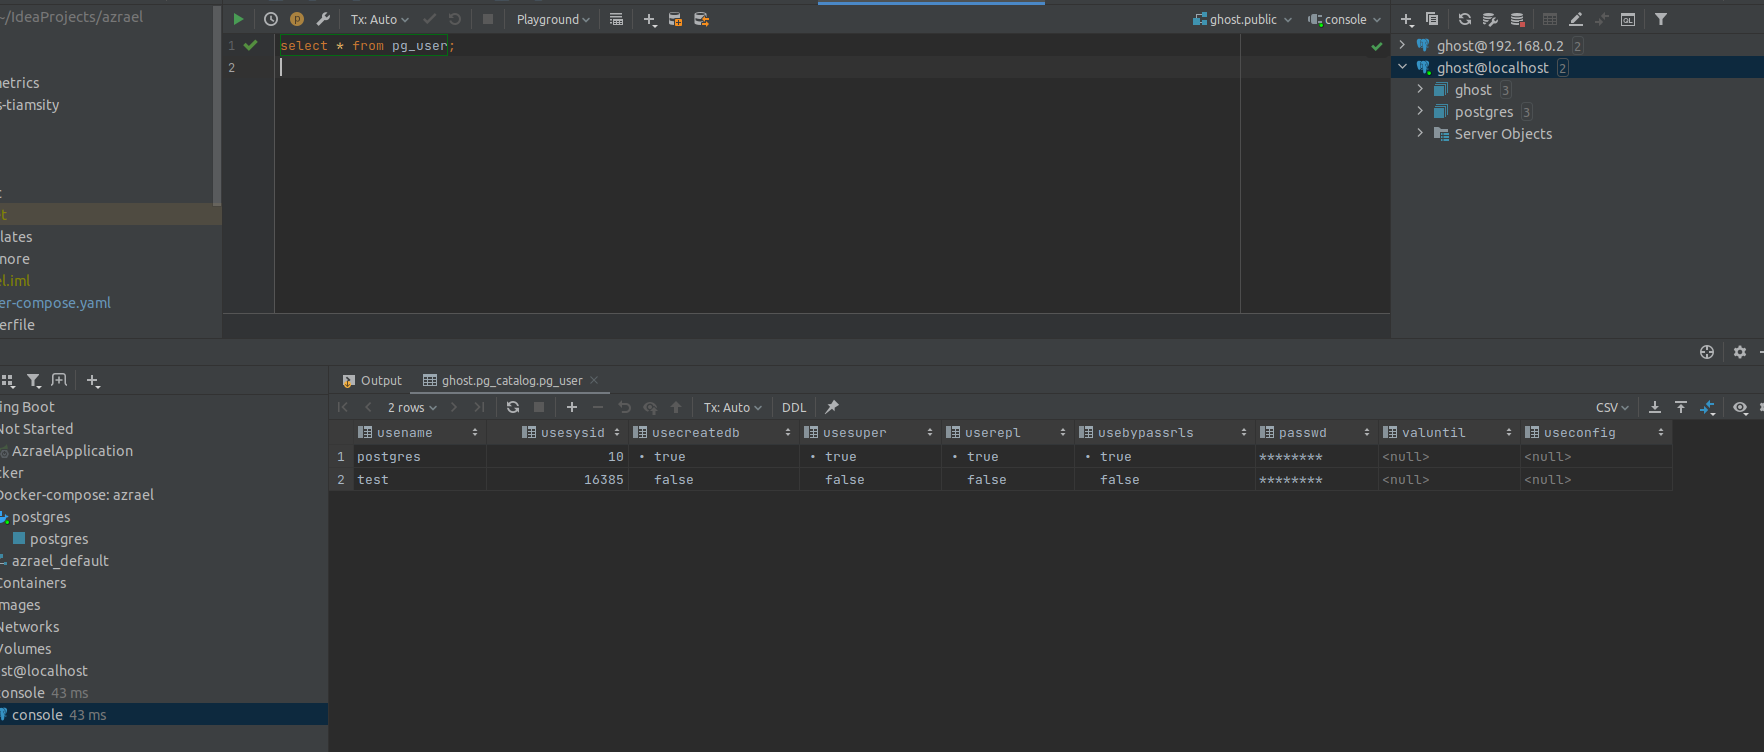 ~/IdeaProjects/azrael
Tx: Auto
Playground
ghost.public
console
1 select * from pg_user;
2
ghost@192.168.0.2 2
ghost@localhost 2
ghost 3
postgres 3
Server Objects
etrics
s-tiamsity
t
et
lates
nore
el.iml
er-compose.yaml
erfile
ing Boot
Not Started
AzraelApplication
cker
Docker-compose: azrael
postgres
postgres
azrael_default
Containers
mages
Networks
Volumes
st@localhost
console 43 ms
console 43 ms
Output
ghost.pg_catalog.pg_user
2 rows
Tx: Auto
DDL
CSV
usename usesysid usecreatedb usesuper userepl usebypassrls passwd valuntil useconfig
1 postgres 10 true true true true ******** <null> <null>
2 test 16385 false false false false ******** <null> <null>